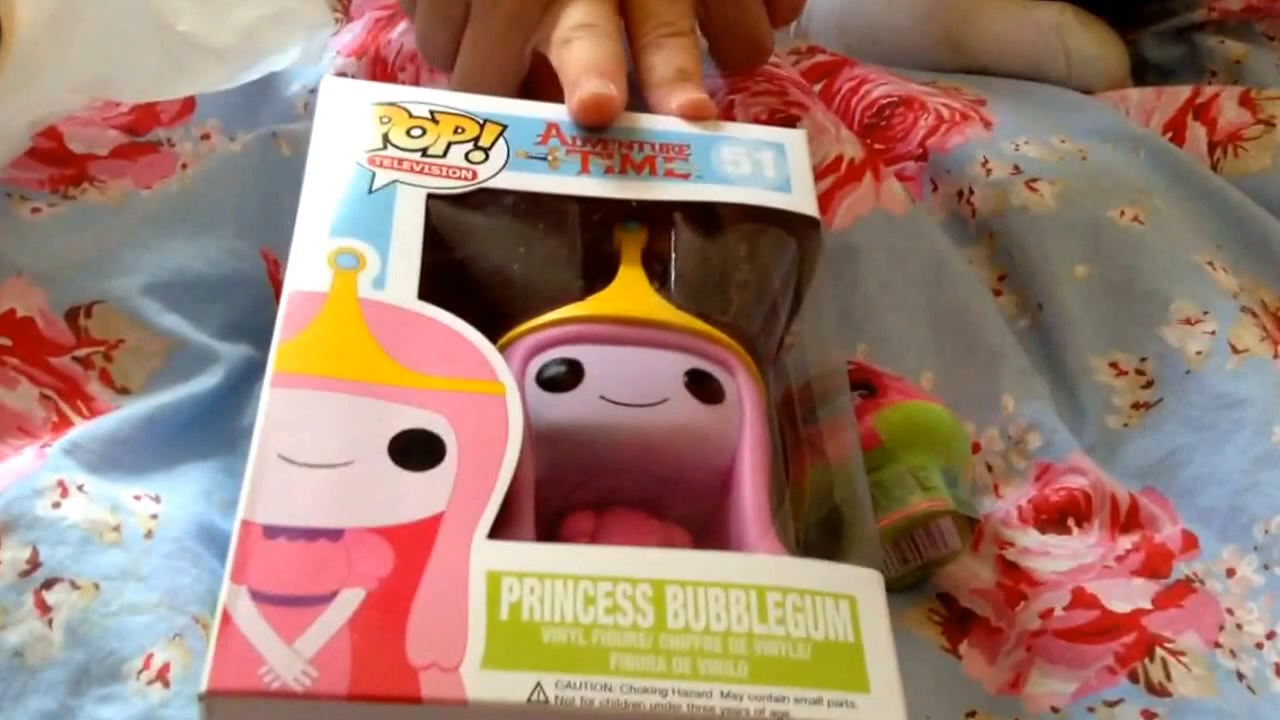 POP!
TELEVISION
ADVENTURE
TIME
51
PRINCESS BUBBLEGUM
VINYL FIGURE/ CHIFFRE DE VINYLE/
FIGURA DE VINILO
CAUTION: Choking Hazard. May contain small parts.
Not for children under three years of age.